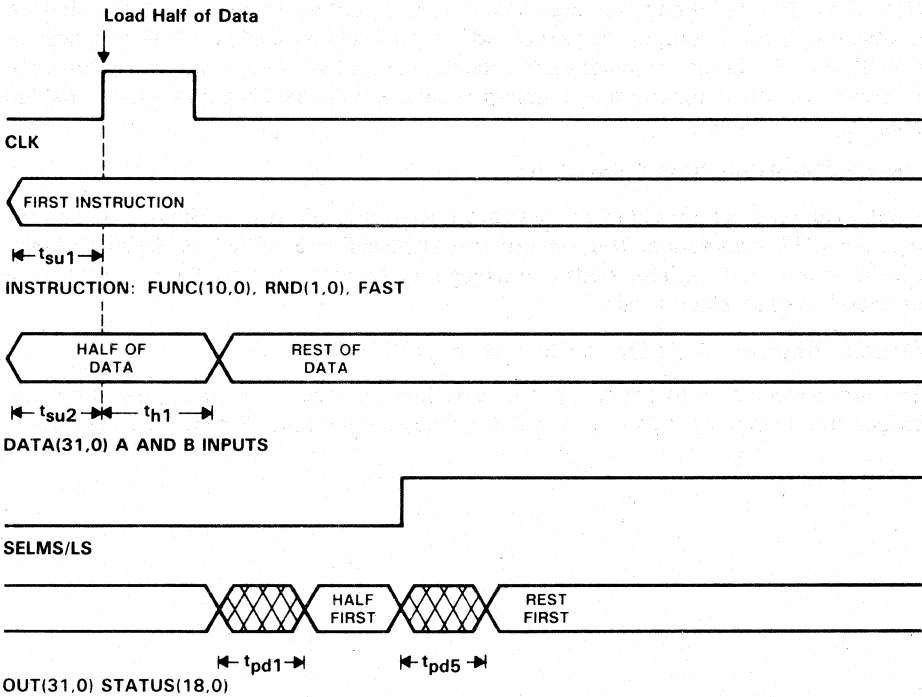 Load Half of Data
CLK
FIRST INSTRUCTION
tsu1
INSTRUCTION: FUNC(10,0), RND(1,0), FAST
HALF OF
DATA
REST OF
DATA
tsu2
th1
DATA(31,0) A AND B INPUTS
SELMS/LS
HALF
FIRST
REST
FIRST
tpd1
tpd5
OUT(31,0) STATUS(18,0)